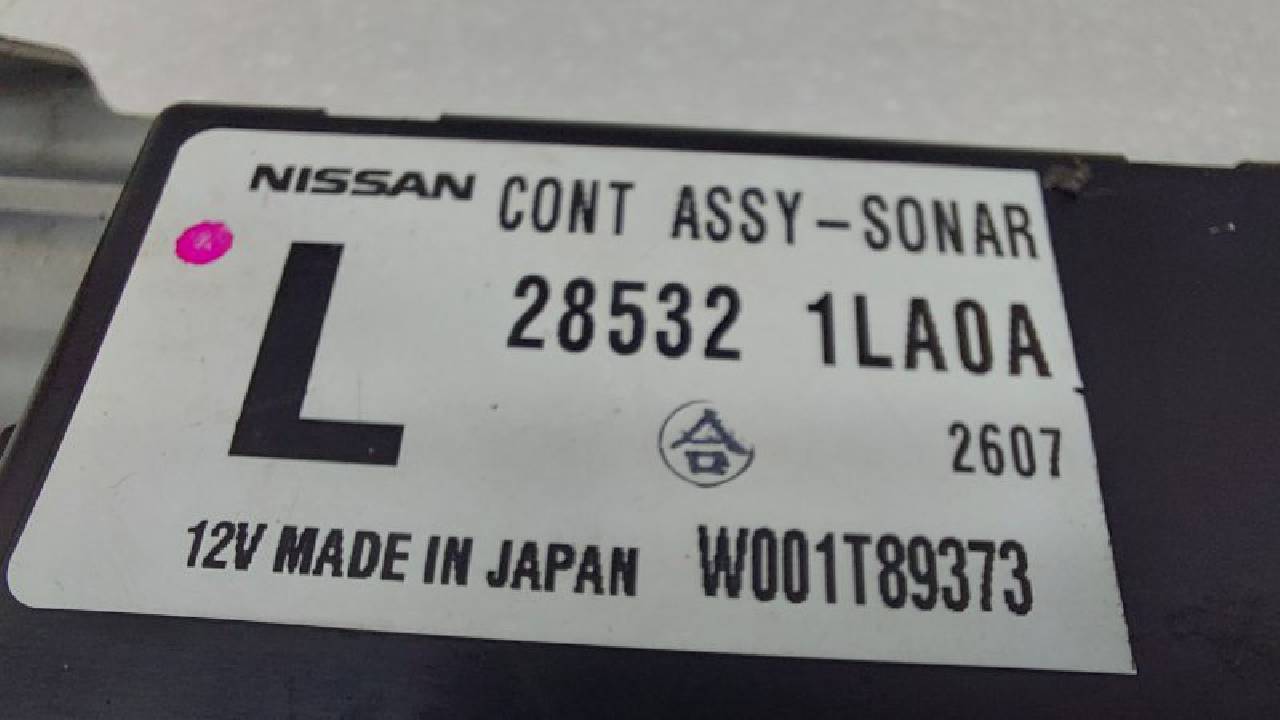 NISSAN CONT ASSY-SONAR
L
28532 1LA0A
合
2607
12V MADE IN JAPAN W001T89373